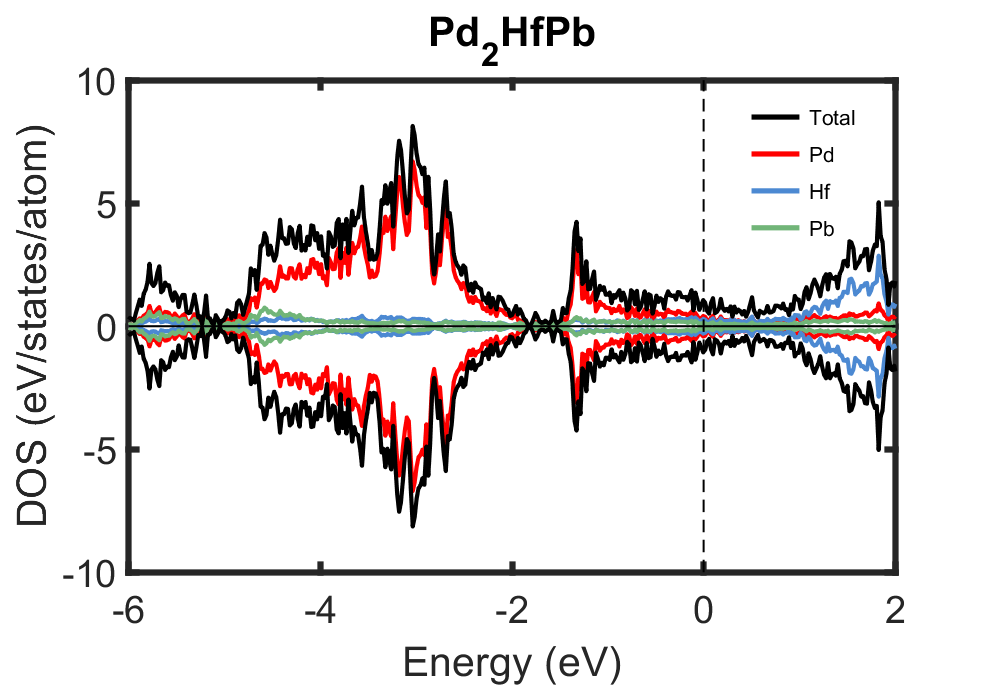 Pd₂HfPb
DOS (eV/states/atom)
10
5
0
-5
-10
Total
Pd
Hf
Pb
-6 -4 -2 0 2
Energy (eV)